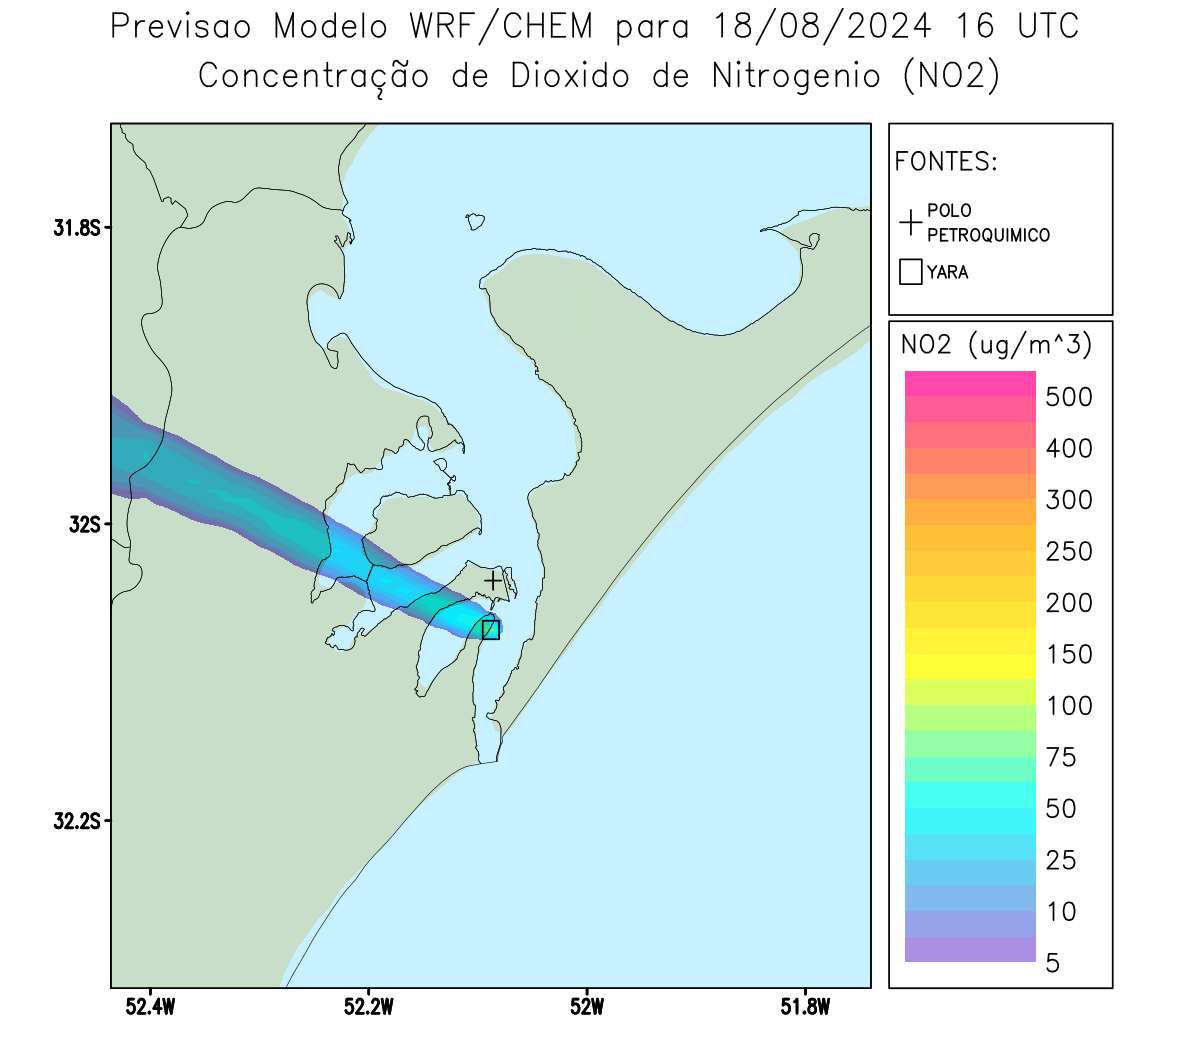 Previsao Modelo WRF/CHEM para 18/08/2024 16 UTC
Concentração de Dioxido de Nitrogenio (NO2)
FONTES:
POLO
PETROQUIMICO
YARA
NO2 (ug/m^3)
500
400
300
250
200
150
100
75
50
25
10
5
31.8S
32S
32.2S
52.4W
52.2W
52W
51.8W